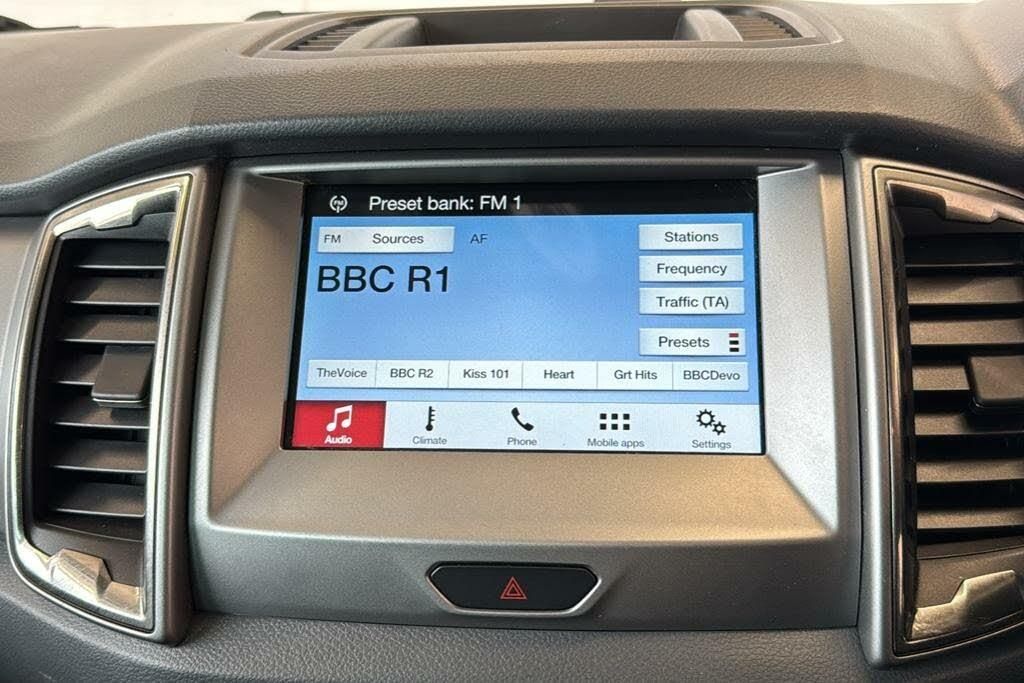 FM Preset bank: FM 1
FM Sources AF Stations
BBC R1 Frequency
Traffic (TA)
Presets
TheVoice BBC R2 Kiss 101 Heart Grt Hits BBCDevo
Audio Climate Phone Mobile apps Settings